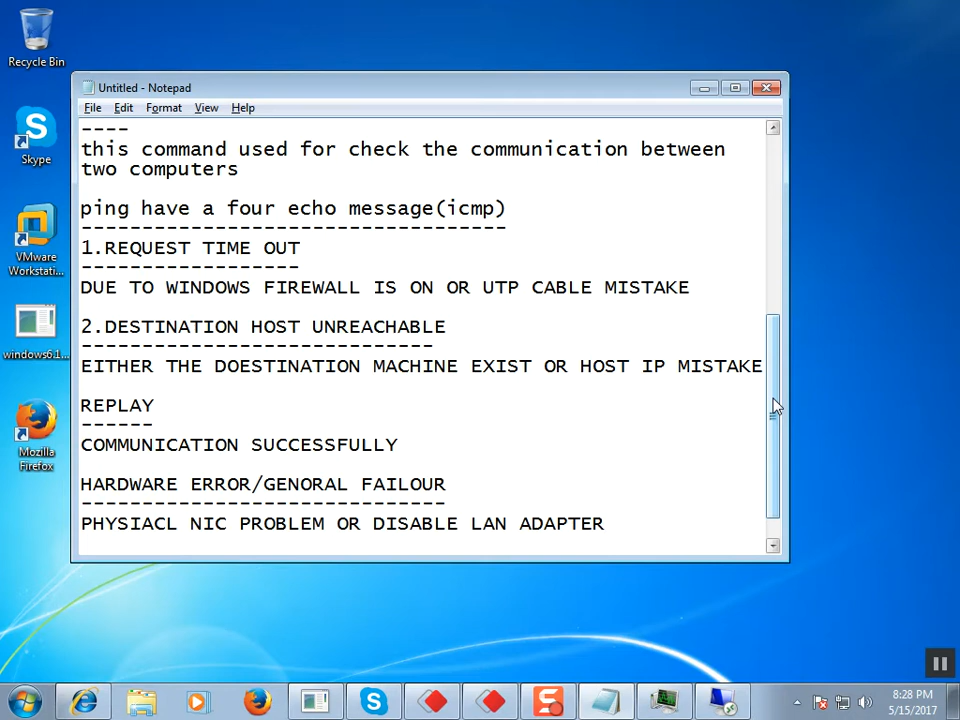 Recycle Bin
Skype
VMware
Workstati...
windows6.1...
Mozilla
Firefox
Untitled - Notepad
File Edit Format View Help
----
this command used for check the communication between
two computers
ping have a four echo message(icmp)
-----------------------------------
1.REQUEST TIME OUT
------------------
DUE TO WINDOWS FIREWALL IS ON OR UTP CABLE MISTAKE
2.DESTINATION HOST UNREACHABLE
-----------------------------
EITHER THE DOESTINATION MACHINE EXIST OR HOST IP MISTAKE
REPLAY
------
COMMUNICATION SUCCESSFULLY
HARDWARE ERROR/GENORAL FAILOUR
------------------------------
PHYSIACL NIC PROBLEM OR DISABLE LAN ADAPTER
8:28 PM
5/15/2017